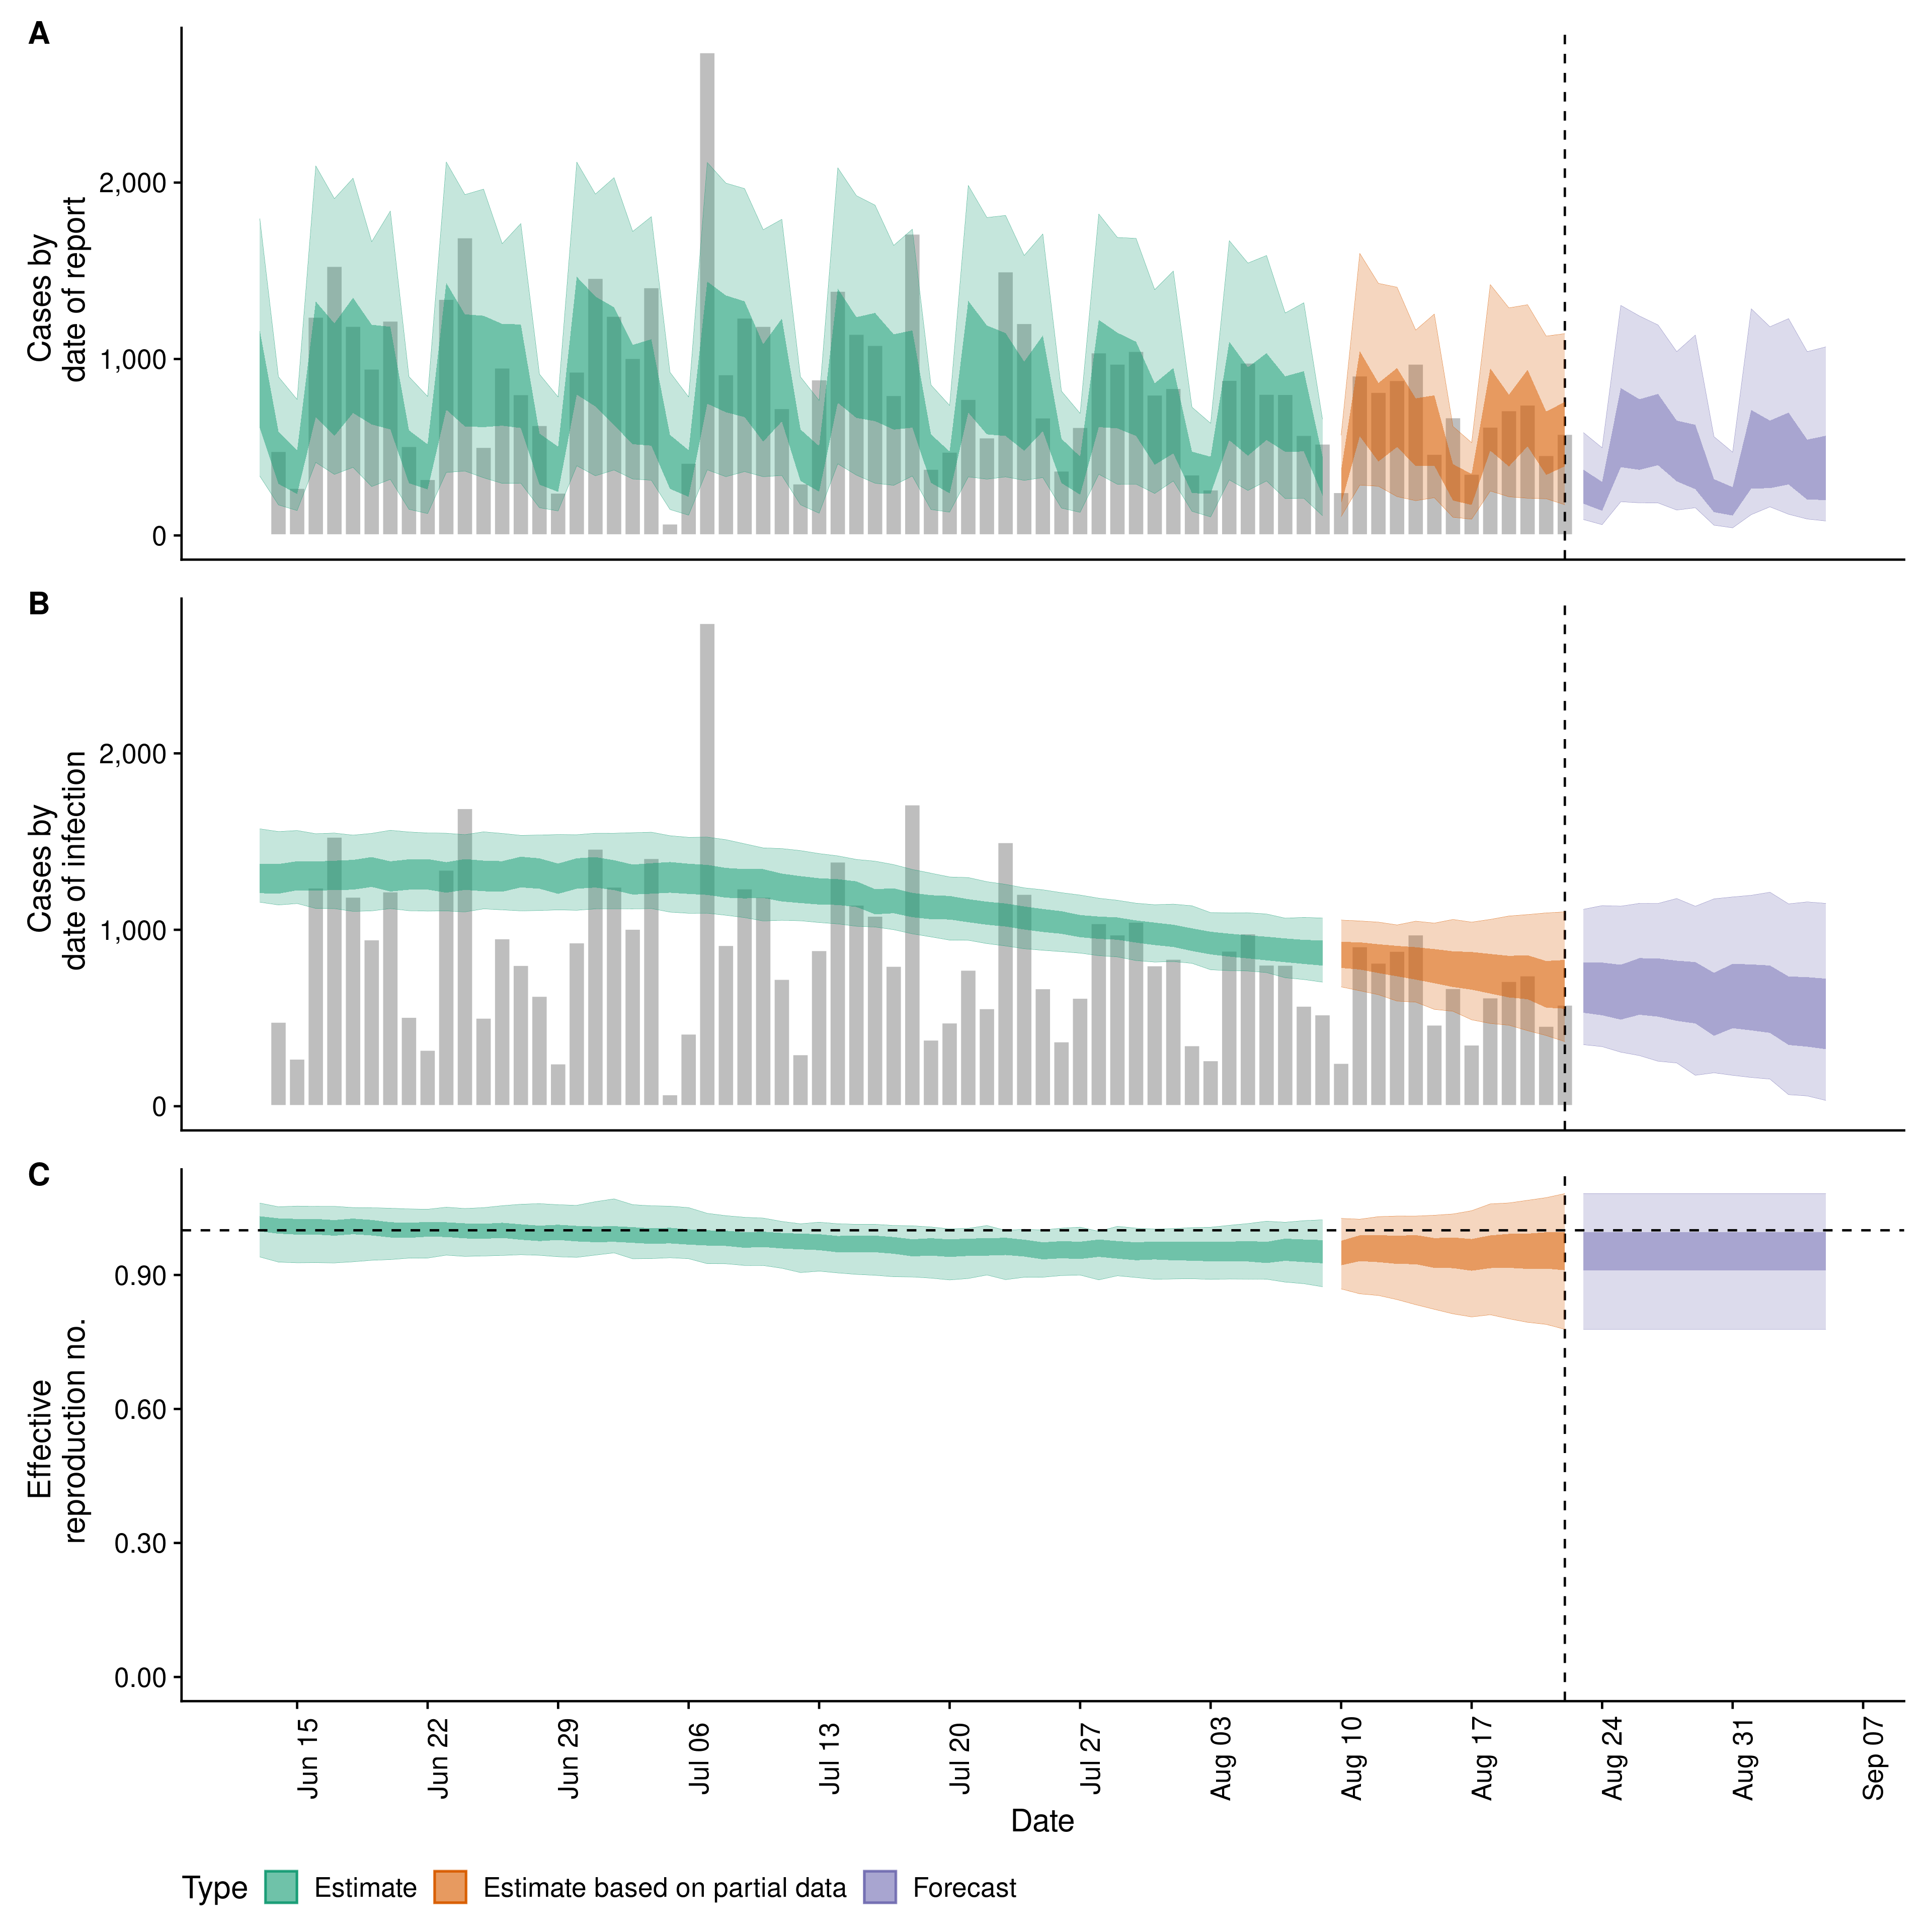 A
Cases by
date of report
2,000
1,000
0
B
Cases by
date of infection
2,000
1,000
0
C
Effective
reproduction no.
0.90
0.60
0.30
0.00
Jun 15
Jun 22
Jun 29
Jul 06
Jul 13
Jul 20
Jul 27
Aug 03
Aug 10
Aug 17
Aug 24
Aug 31
Sep 07
Date
Type Estimate Estimate based on partial data Forecast